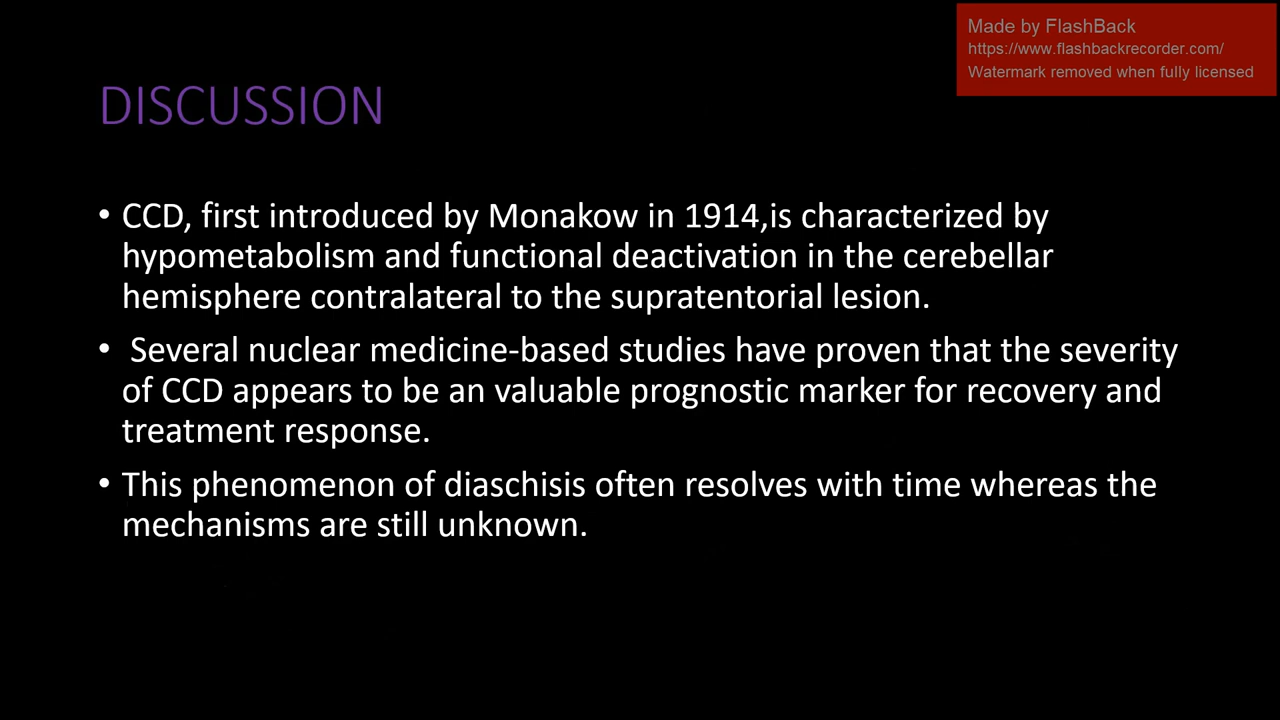 Made by FlashBack
https://www.flashbackrecorder.com/
Watermark removed when fully licensed
DISCUSSION
• CCD, first introduced by Monakow in 1914,is characterized by
hypometabolism and functional deactivation in the cerebellar
hemisphere contralateral to the supratentorial lesion.
• Several nuclear medicine-based studies have proven that the severity
of CCD appears to be an valuable prognostic marker for recovery and
treatment response.
• This phenomenon of diaschisis often resolves with time whereas the
mechanisms are still unknown.